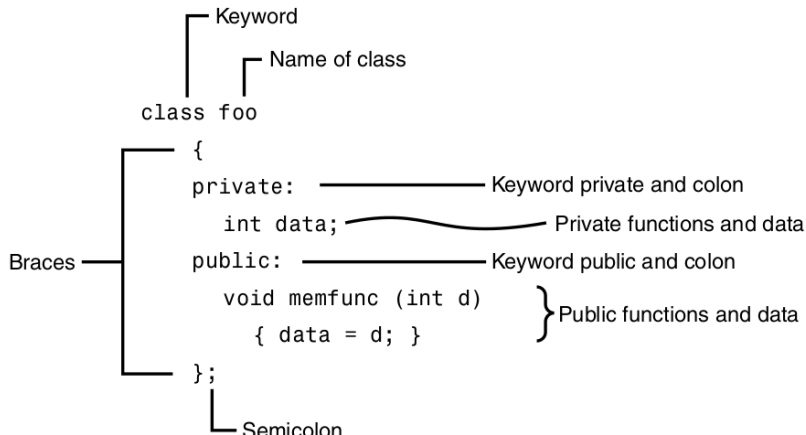 Keyword
Name of class
class foo
{
private: Keyword private and colon
int data; Private functions and data
Braces public: Keyword public and colon
void memfunc (int d)
Public functions and data
{ data = d; }
};
Semicolon